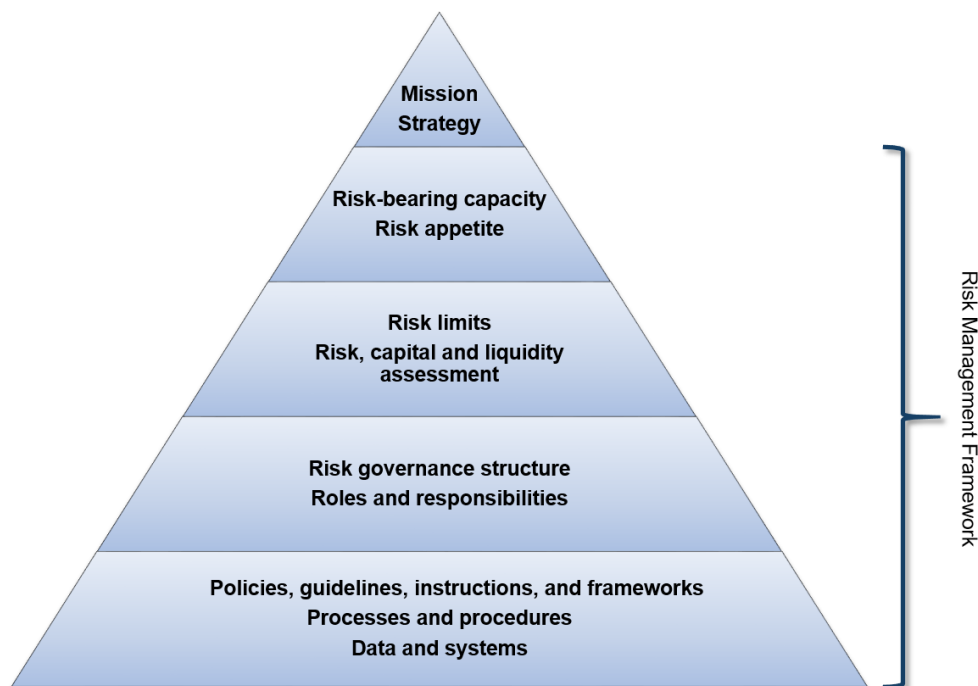 Mission
Strategy
Risk-bearing capacity
Risk appetite
Risk limits
Risk, capital and liquidity
assessment
Risk governance structure
Roles and responsibilities
Policies, guidelines, instructions, and frameworks
Processes and procedures
Data and systems
Risk Management Framework